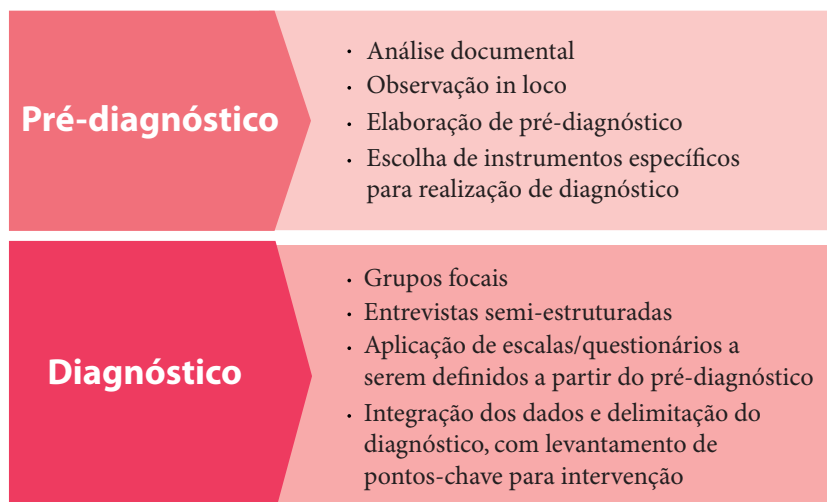 Pré-diagnóstico
· Análise documental
· Observação in loco
· Elaboração de pré-diagnóstico
· Escolha de instrumentos específicos
para realização de diagnóstico
Diagnóstico
· Grupos focais
· Entrevistas semi-estruturadas
· Aplicação de escalas/questionários a
serem definidos a partir do pré-diagnóstico
· Integração dos dados e delimitação do
diagnóstico, com levantamento de
pontos-chave para intervenção